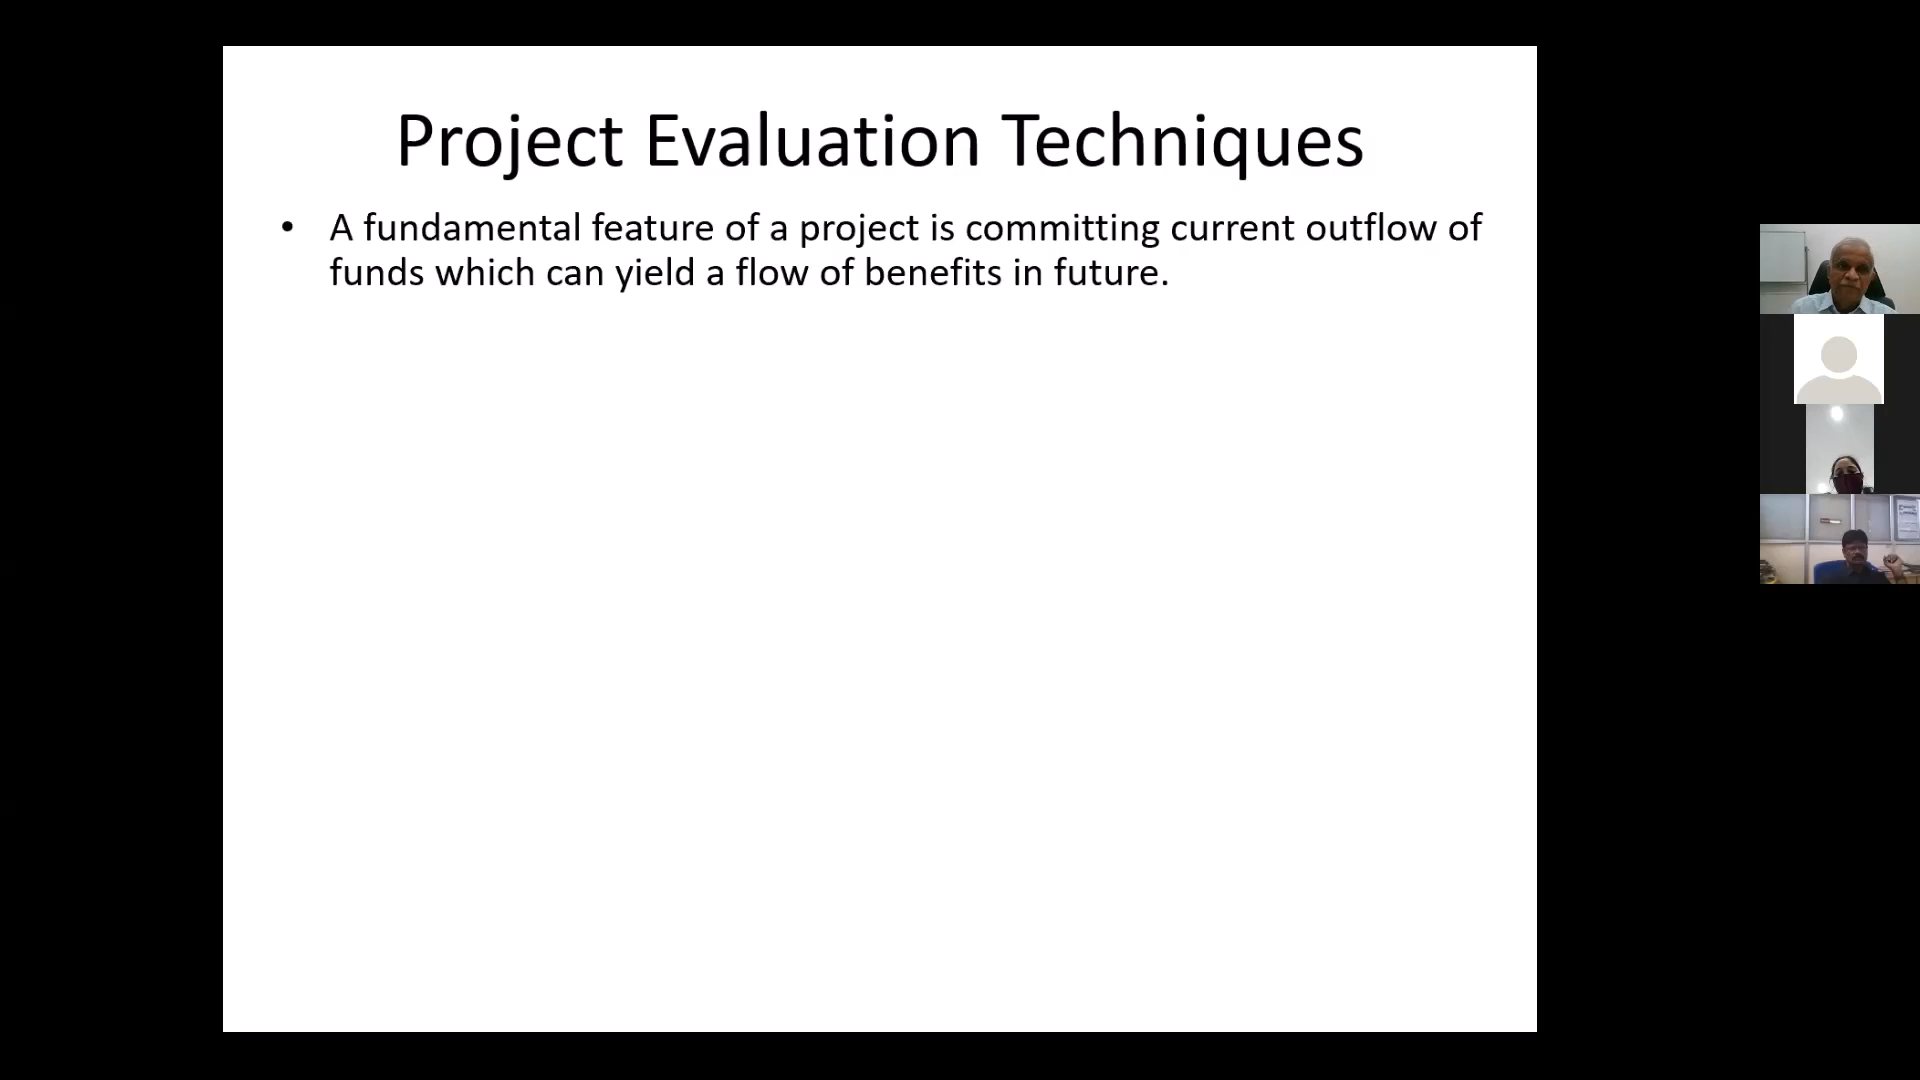 Project Evaluation Techniques
• A fundamental feature of a project is committing current outflow of
funds which can yield a flow of benefits in future.